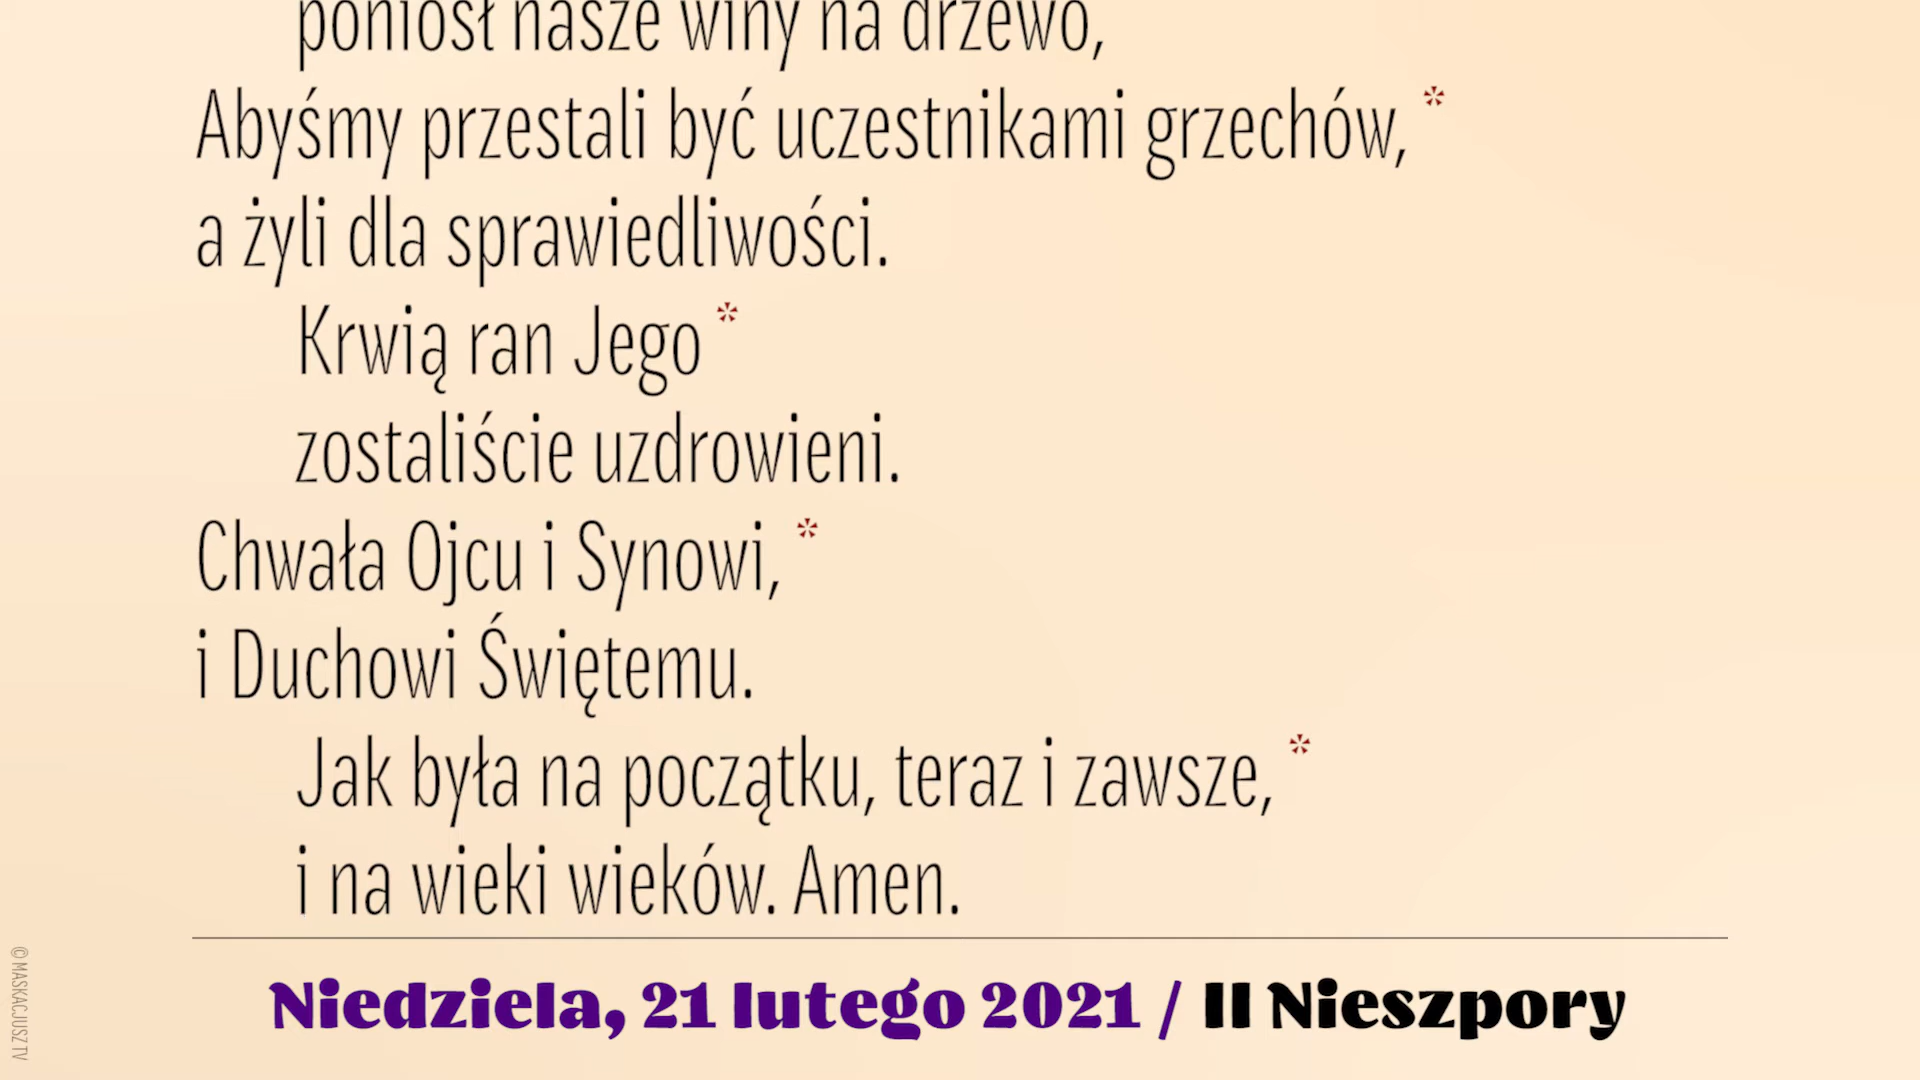 poniosł nasze winy na drzewo,
Abyśmy przestali być uczestnikami grzechów, *
a żyli dla sprawiedliwości.
Krwią ran Jego *
zostaliście uzdrowieni.
Chwała Ojcu i Synowi, *
i Duchowi Świętemu.
Jak była na początku, teraz i zawsze, *
i na wieki wieków. Amen.
Niedziela, 21 lutego 2021 / II Nieszpory
© MASKACJUSZ TV